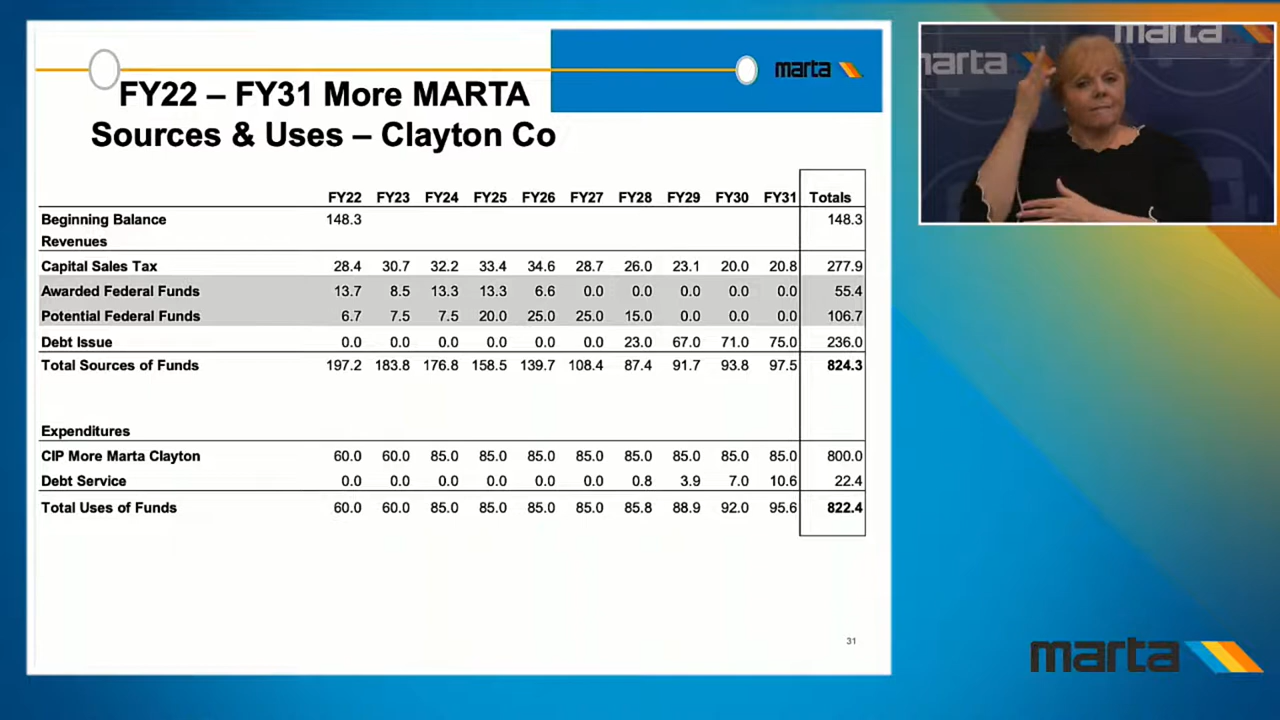 marta
FY22 – FY31 More MARTA
Sources & Uses – Clayton Co
FY22 FY23 FY24 FY25 FY26 FY27 FY28 FY29 FY30 FY31 Totals
Beginning Balance 148.3 148.3
Revenues
Capital Sales Tax 28.4 30.7 32.2 33.4 34.6 28.7 26.0 23.1 20.0 20.8 277.9
Awarded Federal Funds 13.7 8.5 13.3 13.3 6.6 0.0 0.0 0.0 0.0 0.0 55.4
Potential Federal Funds 6.7 7.5 7.5 20.0 25.0 25.0 15.0 0.0 0.0 0.0 106.7
Debt Issue 0.0 0.0 0.0 0.0 0.0 0.0 23.0 67.0 71.0 75.0 236.0
Total Sources of Funds 197.2 183.8 176.8 158.5 139.7 108.4 87.4 91.7 93.8 97.5 824.3
Expenditures
CIP More Marta Clayton 60.0 60.0 85.0 85.0 85.0 85.0 85.0 85.0 85.0 85.0 800.0
Debt Service 0.0 0.0 0.0 0.0 0.0 0.0 0.8 3.9 7.0 10.6 22.4
Total Uses of Funds 60.0 60.0 85.0 85.0 85.0 85.0 85.8 88.9 92.0 95.6 822.4
31
marta
marta
marta